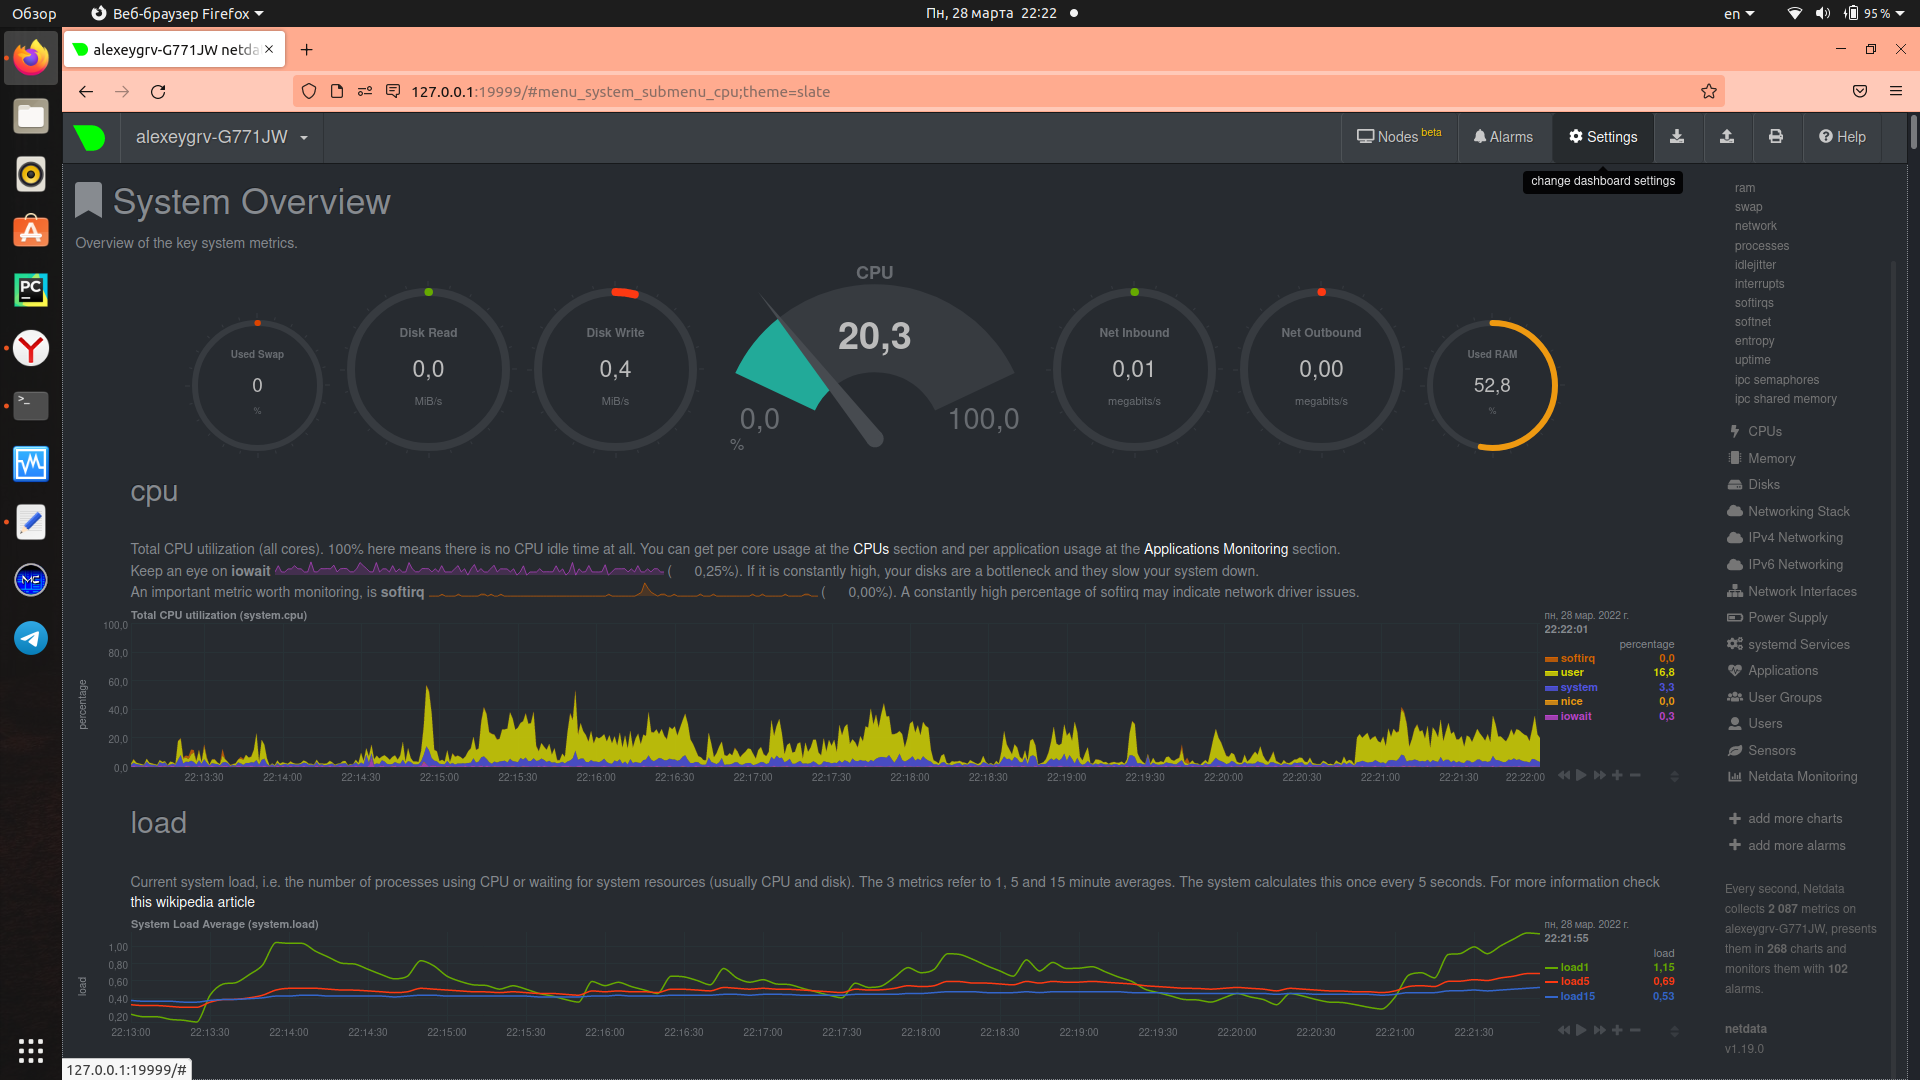 Обзор
Веб-браузер Firefox
Пн, 28 марта 22:22
en
95 %
alexeygrv-G771JW netda
127.0.0.1:19999/#menu_system_submenu_cpu;theme=slate
alexeygrv-G771JW
Nodes beta
Alarms
Settings
Help
change dashboard settings
System Overview
Overview of the key system metrics.
Used Swap
0
%
Disk Read
0,0
MiB/s
Disk Write
0,4
MiB/s
CPU
20,3
0,0
100,0
%
Net Inbound
0,01
megabits/s
Net Outbound
0,00
megabits/s
Used RAM
52,8
%
cpu
Total CPU utilization (all cores). 100% here means there is no CPU idle time at all. You can get per core usage at the CPUs section and per application usage at the Applications Monitoring section.
Keep an eye on iowait ( 0,25%). If it is constantly high, your disks are a bottleneck and they slow your system down.
An important metric worth monitoring, is softirq ( 0,00%). A constantly high percentage of softirq may indicate network driver issues.
Total CPU utilization (system.cpu)
percentage
100,0
80,0
60,0
40,0
20,0
0,0
22:13:30 22:14:00 22:14:30 22:15:00 22:15:30 22:16:00 22:16:30 22:17:00 22:17:30 22:18:00 22:18:30 22:19:00 22:19:30 22:20:00 22:20:30 22:21:00 22:21:30 22:22:00
пн, 28 мар. 2022 г.
22:22:01
percentage
softirq 0,0
user 16,8
system 3,3
nice 0,0
iowait 0,3
load
Current system load, i.e. the number of processes using CPU or waiting for system resources (usually CPU and disk). The 3 metrics refer to 1, 5 and 15 minute averages. The system calculates this once every 5 seconds. For more information check
this wikipedia article
System Load Average (system.load)
load
1,00
0,80
0,60
0,40
0,20
22:13:00 22:13:30 22:14:00 22:14:30 22:15:00 22:15:30 22:16:00 22:16:30 22:17:00 22:17:30 22:18:00 22:18:30 22:19:00 22:19:30 22:20:00 22:20:30 22:21:00 22:21:30
пн, 28 мар. 2022 г.
22:21:55
load
load1 1,15
load5 0,69
load15 0,53
ram
swap
network
processes
idlejitter
interrupts
softirqs
softnet
entropy
uptime
ipc semaphores
ipc shared memory
CPUs
Memory
Disks
Networking Stack
IPv4 Networking
IPv6 Networking
Network Interfaces
Power Supply
systemd Services
Applications
User Groups
Users
Sensors
Netdata Monitoring
add more charts
add more alarms
Every second, Netdata
collects 2 087 metrics on
alexeygrv-G771JW, presents
them in 268 charts and
monitors them with 102
alarms.
netdata
v1.19.0
PC
MC
127.0.0.1:19999/#